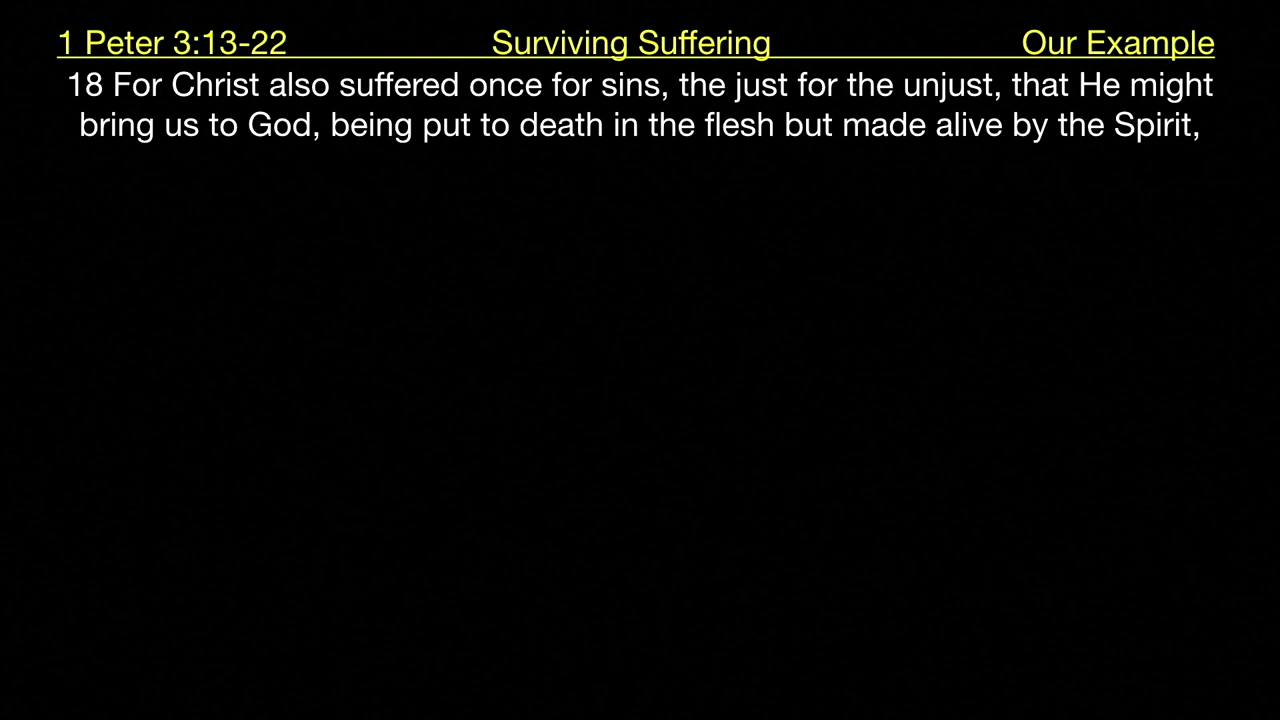 1 Peter 3:13-22 Surviving Suffering Our Example
18 For Christ also suffered once for sins, the just for the unjust, that He might
bring us to God, being put to death in the flesh but made alive by the Spirit,